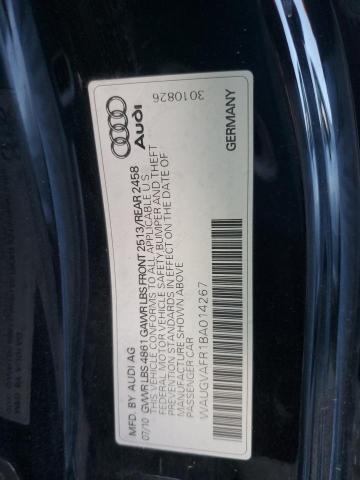 3010826
Audi
GERMANY
MFD. BY AUDI AG
07/10 GVWR LBS 4861 GAWR LBS FRONT 2513/REAR 2458
THIS VEHICLE CONFORMS TO ALL APPLICABLE U S
FEDERAL MOTOR VEHICLE SAFETY BUMPER AND THEFT
STANDARDS IN EFFECT ON THE DATE OF
MANUFACTURE SHOWN ABOVE
PASSENGER CAR
WAUGVAFR1BA014267